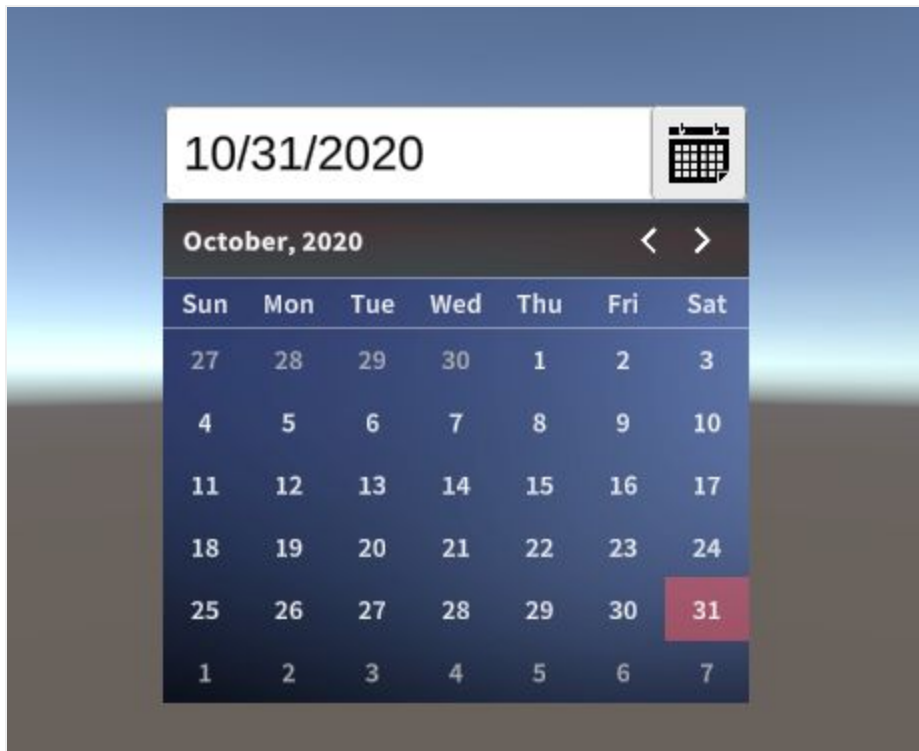 10/31/2020
October, 2020
Sun Mon Tue Wed Thu Fri Sat
27 28 29 30 1 2 3
4 5 6 7 8 9 10
11 12 13 14 15 16 17
18 19 20 21 22 23 24
25 26 27 28 29 30 31
1 2 3 4 5 6 7